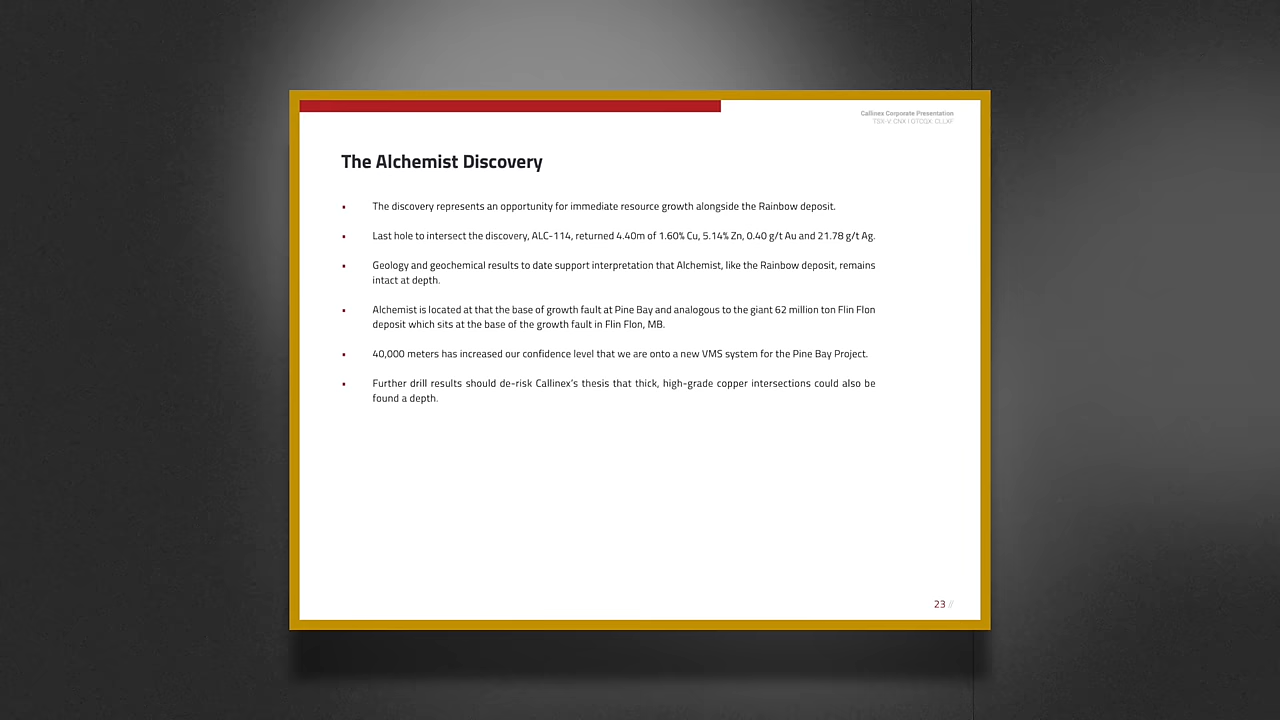 Callinex Corporate Presentation
TSX-V: CNX I OTCQX: CLLXF
The Alchemist Discovery
▪ The discovery represents an opportunity for immediate resource growth alongside the Rainbow deposit.
▪ Last hole to intersect the discovery, ALC-114, returned 4.40m of 1.60% Cu, 5.14% Zn, 0.40 g/t Au and 21.78 g/t Ag.
▪ Geology and geochemical results to date support interpretation that Alchemist, like the Rainbow deposit, remains
intact at depth.
▪ Alchemist is located at that the base of growth fault at Pine Bay and analogous to the giant 62 million ton Flin Flon
deposit which sits at the base of the growth fault in Flin Flon, MB.
▪ 40,000 meters has increased our confidence level that we are onto a new VMS system for the Pine Bay Project.
▪ Further drill results should de-risk Callinex's thesis that thick, high-grade copper intersections could also be
found a depth.
23 //